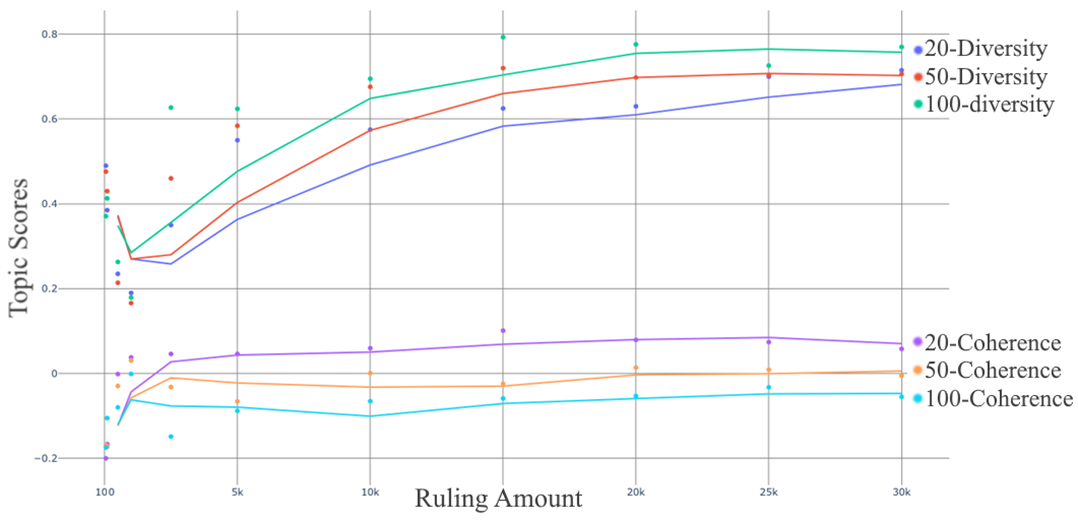 0.8
0.6
0.4
0.2
0
−0.2
Topic Scores
100
5k
10k
20k
25k
30k
Ruling Amount
20-Diversity
50-Diversity
100-diversity
20-Coherence
50-Coherence
100-Coherence